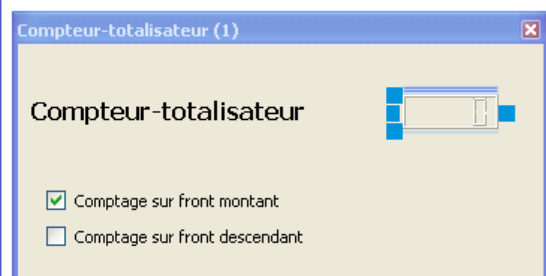 Compteur-totalisateur (1)
Compteur-totalisateur
Comptage sur front montant
Comptage sur front descendant